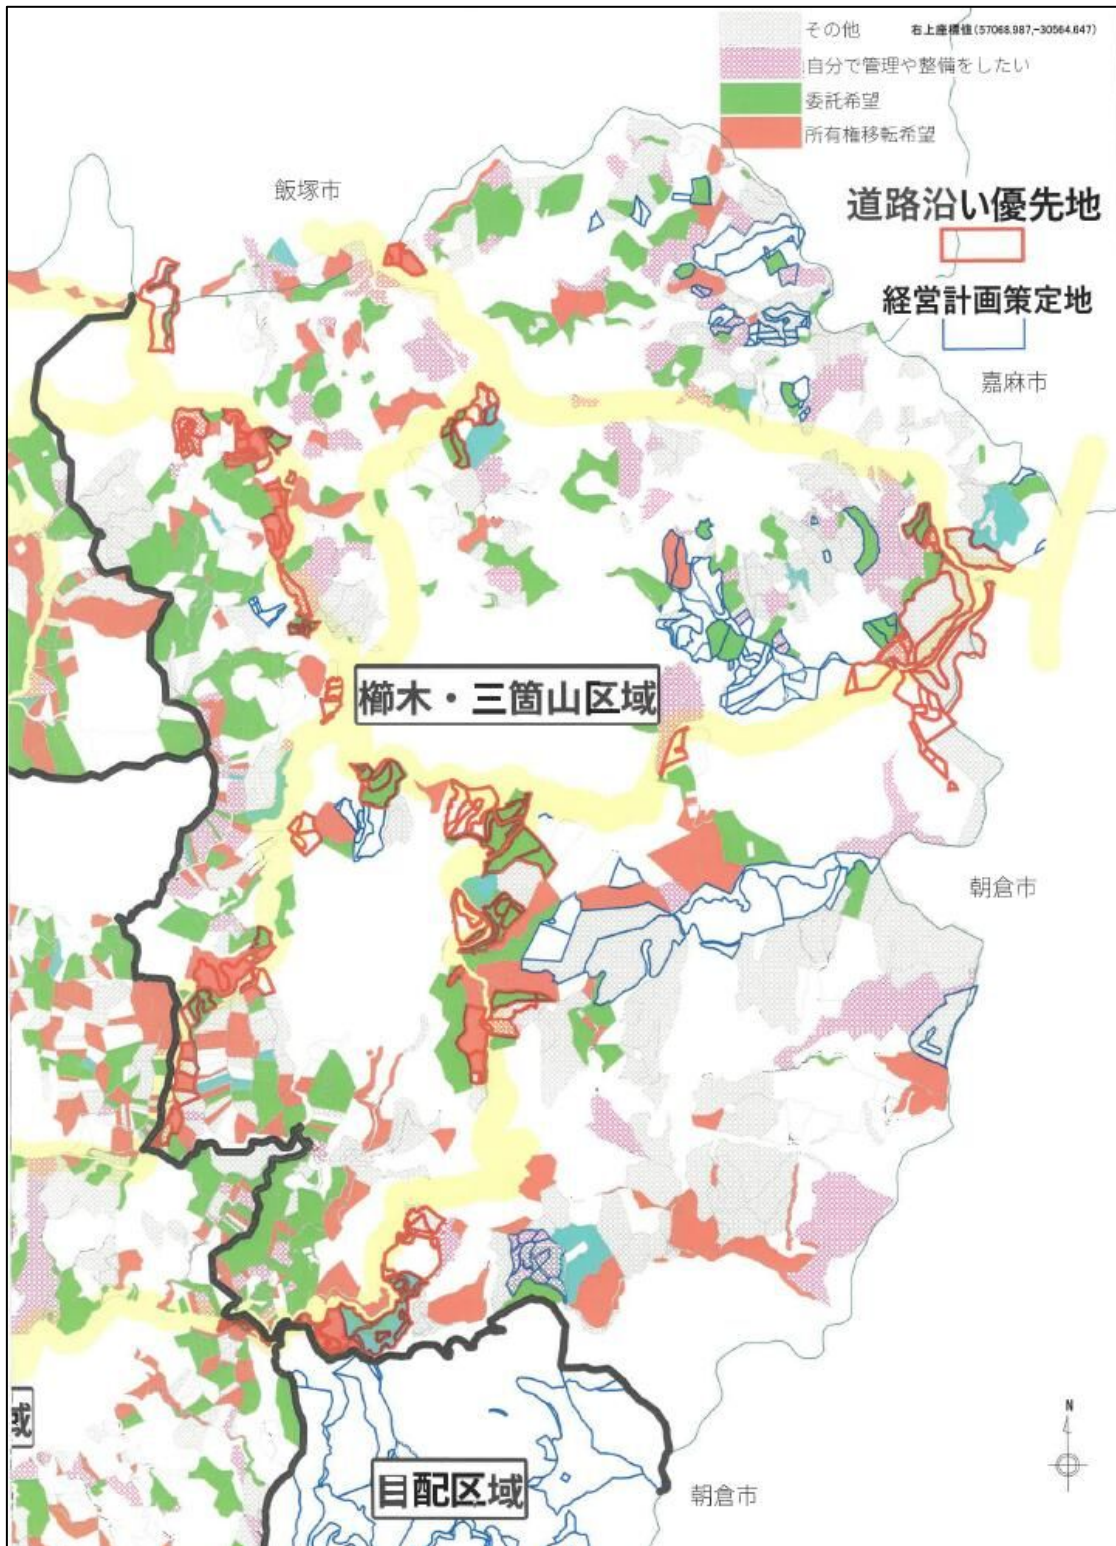 その他
右上座標値(57068.987,-30564.647)
自分で管理や整備をしたい
委託希望
所有権移転希望
飯塚市
道路沿い優先地
経営計画策定地
嘉麻市
櫛木・三箇山区域
朝倉市
域
目配区域
朝倉市
N